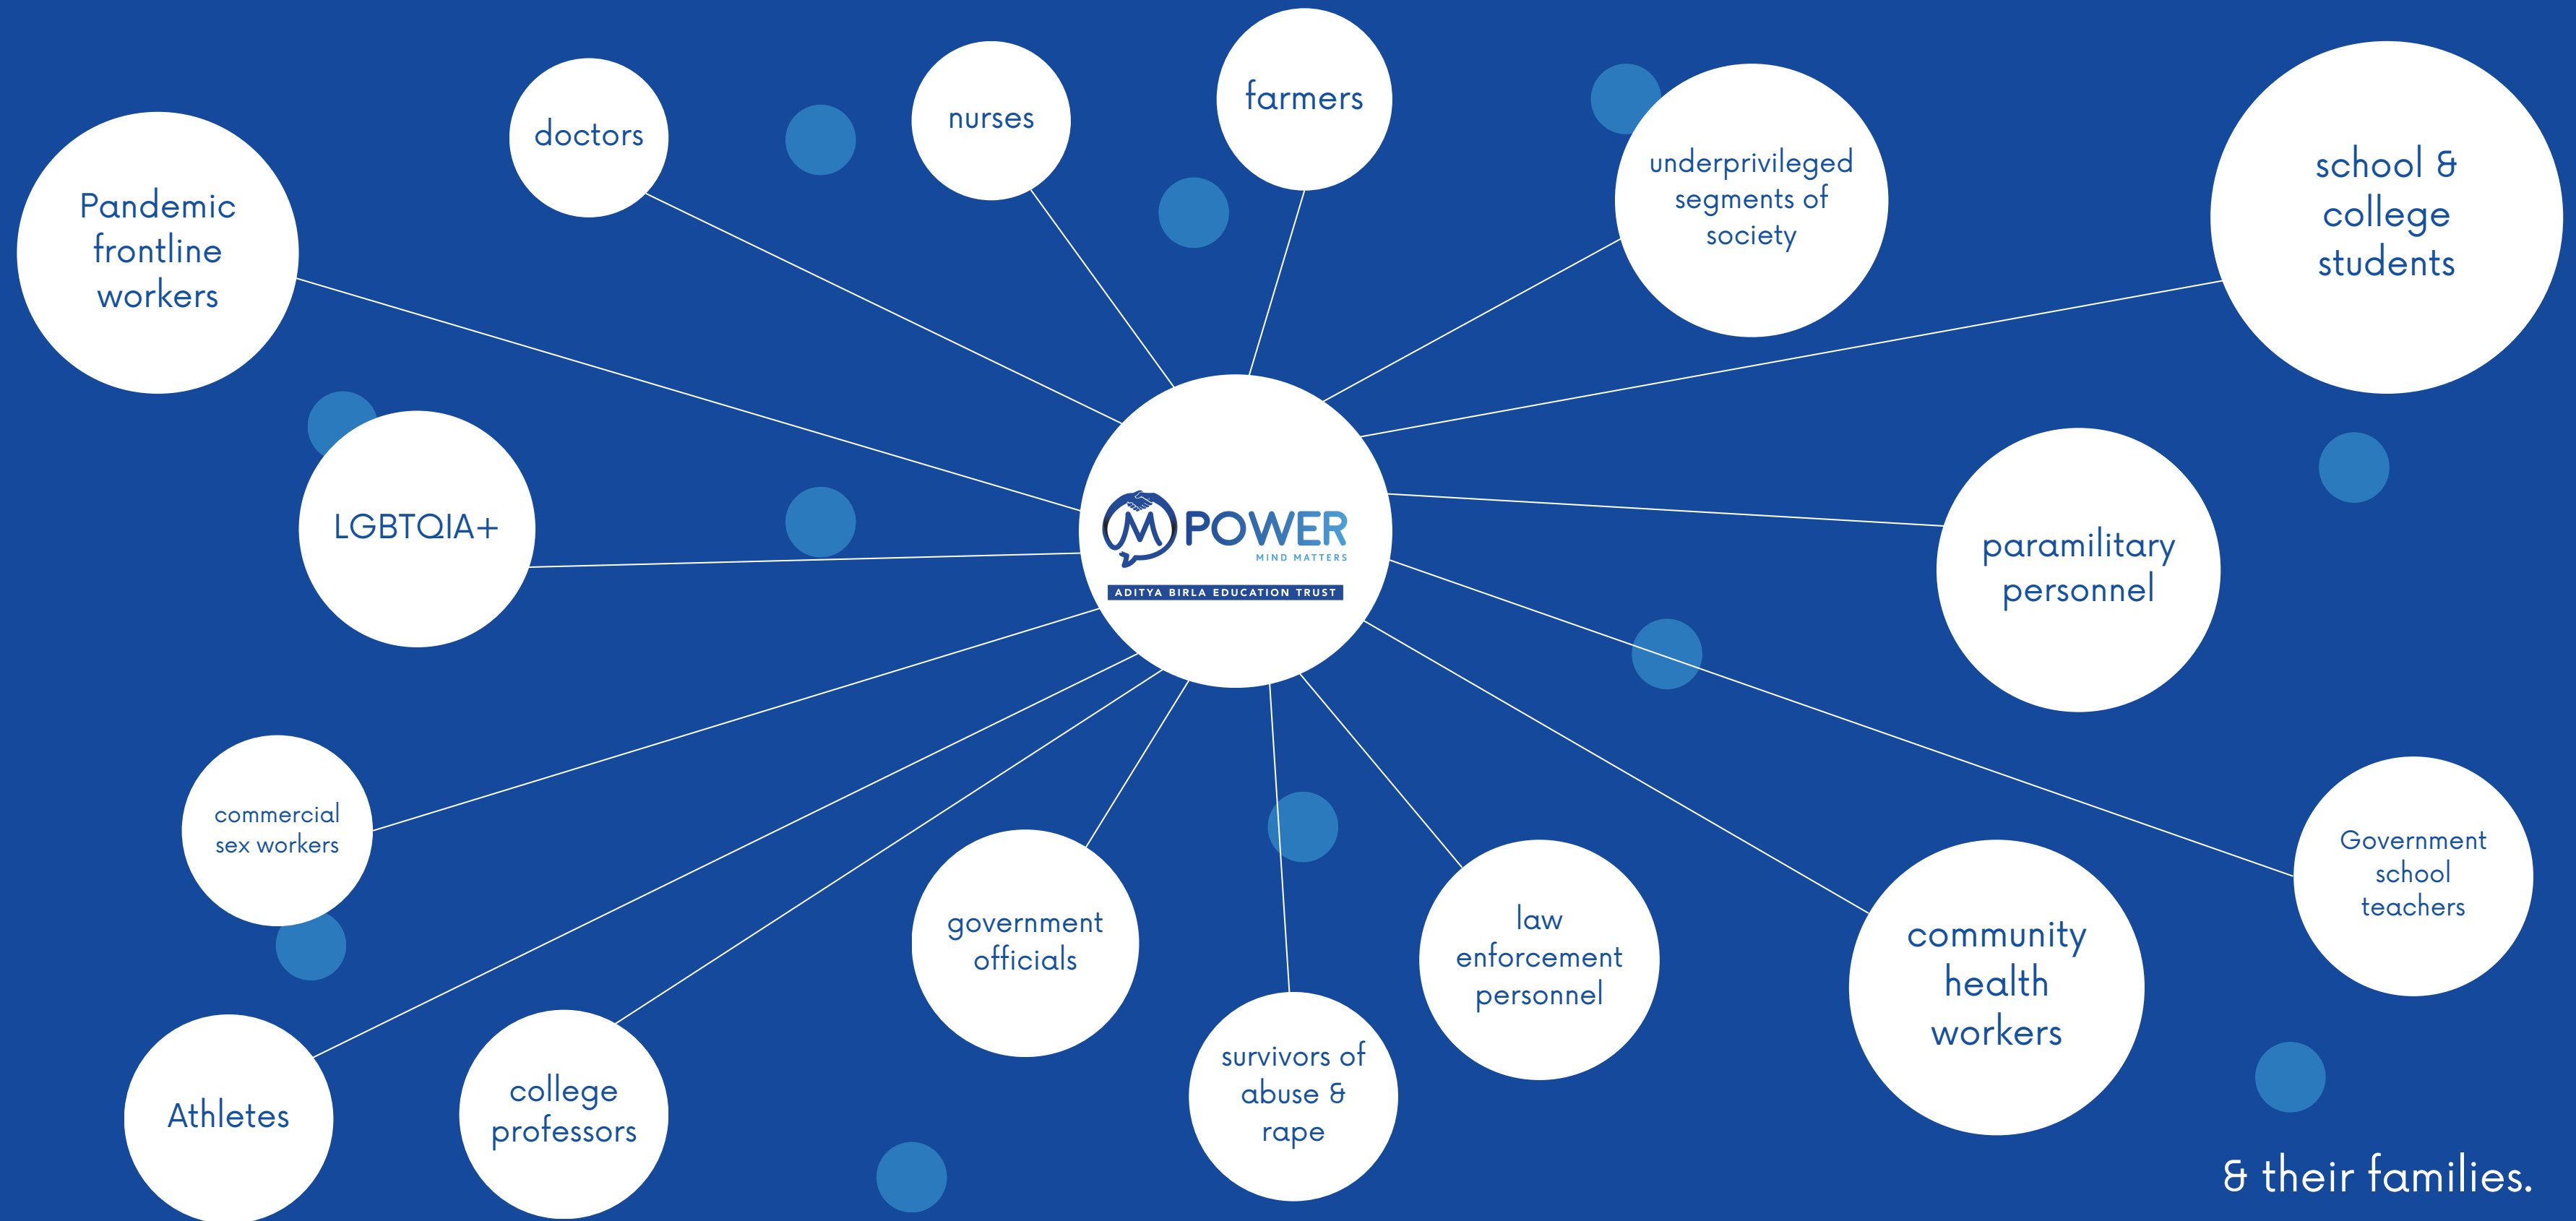 Pandemic
frontline
workers
doctors
nurses
farmers
underprivileged
segments of
society
school &
college
students
LGBTQIA+
M POWER
MIND MATTERS
ADITYA BIRLA EDUCATION TRUST
paramilitary
personnel
commercial
sex workers
Athletes
college
professors
government
officials
survivors of
abuse &
rape
law
enforcement
personnel
community
health
workers
Government
school
teachers
& their families.